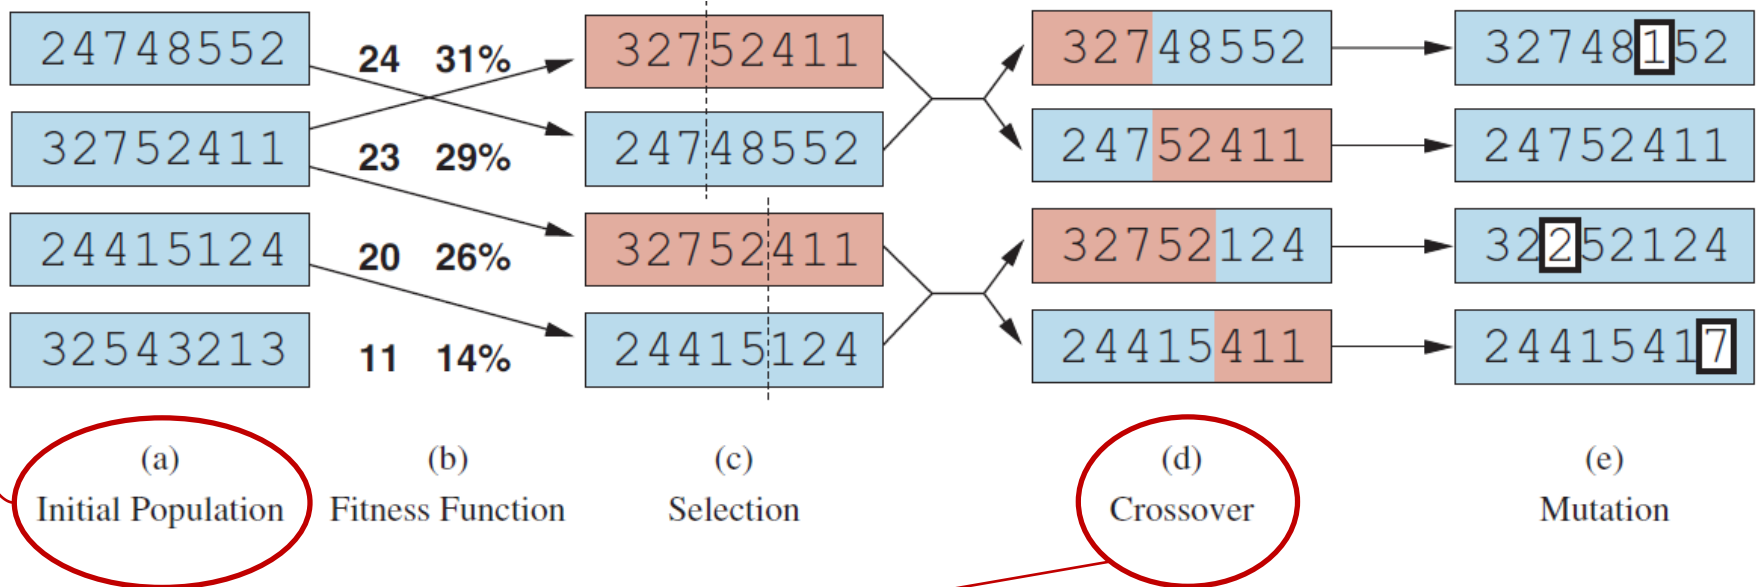 24748552 24 31% 32752411 32748552 32748152
32752411 23 29% 24748552 24752411 24752411
24415124 20 26% 32752411 32752124 32252124
32543213 11 14% 24415124 24415411 24415417
(a) (b) (c) (d) (e)
Initial Population Fitness Function Selection Crossover Mutation